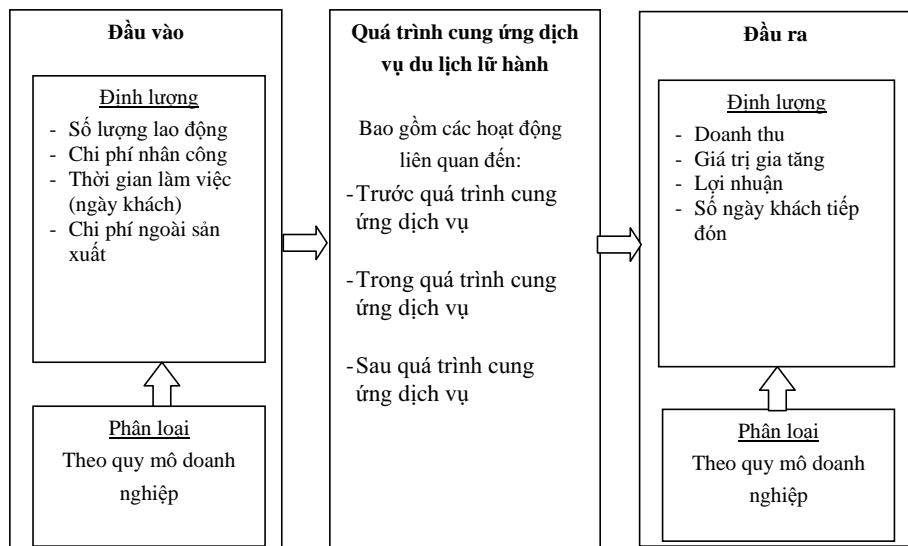 Đầu vào
Định lượng
- Số lượng lao động
- Chi phí nhân công
- Thời gian làm việc
(ngày khách)
- Chi phí ngoài sản
xuất
Phân loại
Theo quy mô doanh
nghiệp
Quá trình cung ứng dịch
vụ du lịch lữ hành
Bao gồm các hoạt động
liên quan đến:
-Trước quá trình cung
ứng dịch vụ
-Trong quá trình cung
ứng dịch vụ
-Sau quá trình cung
ứng dịch vụ
Đầu ra
Định lượng
- Doanh thu
- Giá trị gia tăng
- Lợi nhuận
- Số ngày khách tiếp
đón
Phân loại
Theo quy mô doanh
nghiệp